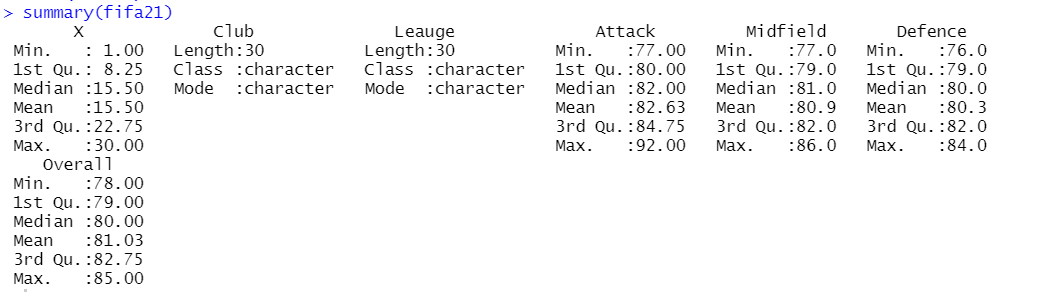 > summary(fifa21)
X Club Leauge Attack Midfield Defence
Min. : 1.00 Length:30 Length:30 Min. :77.00 Min. :77.0 Min. :76.0
1st Qu.: 8.25 Class :character Class :character 1st Qu.:80.00 1st Qu.:79.0 1st Qu.:79.0
Median :15.50 Mode :character Mode :character Median :82.00 Median :81.0 Median :80.0
Mean :15.50 Mean :82.63 Mean :80.9 Mean :80.3
3rd Qu.:22.75 3rd Qu.:84.75 3rd Qu.:82.0 3rd Qu.:82.0
Max. :30.00 Max. :92.00 Max. :86.0 Max. :84.0
Overall
Min. :78.00
1st Qu.:79.00
Median :80.00
Mean :81.03
3rd Qu.:82.75
Max. :85.00